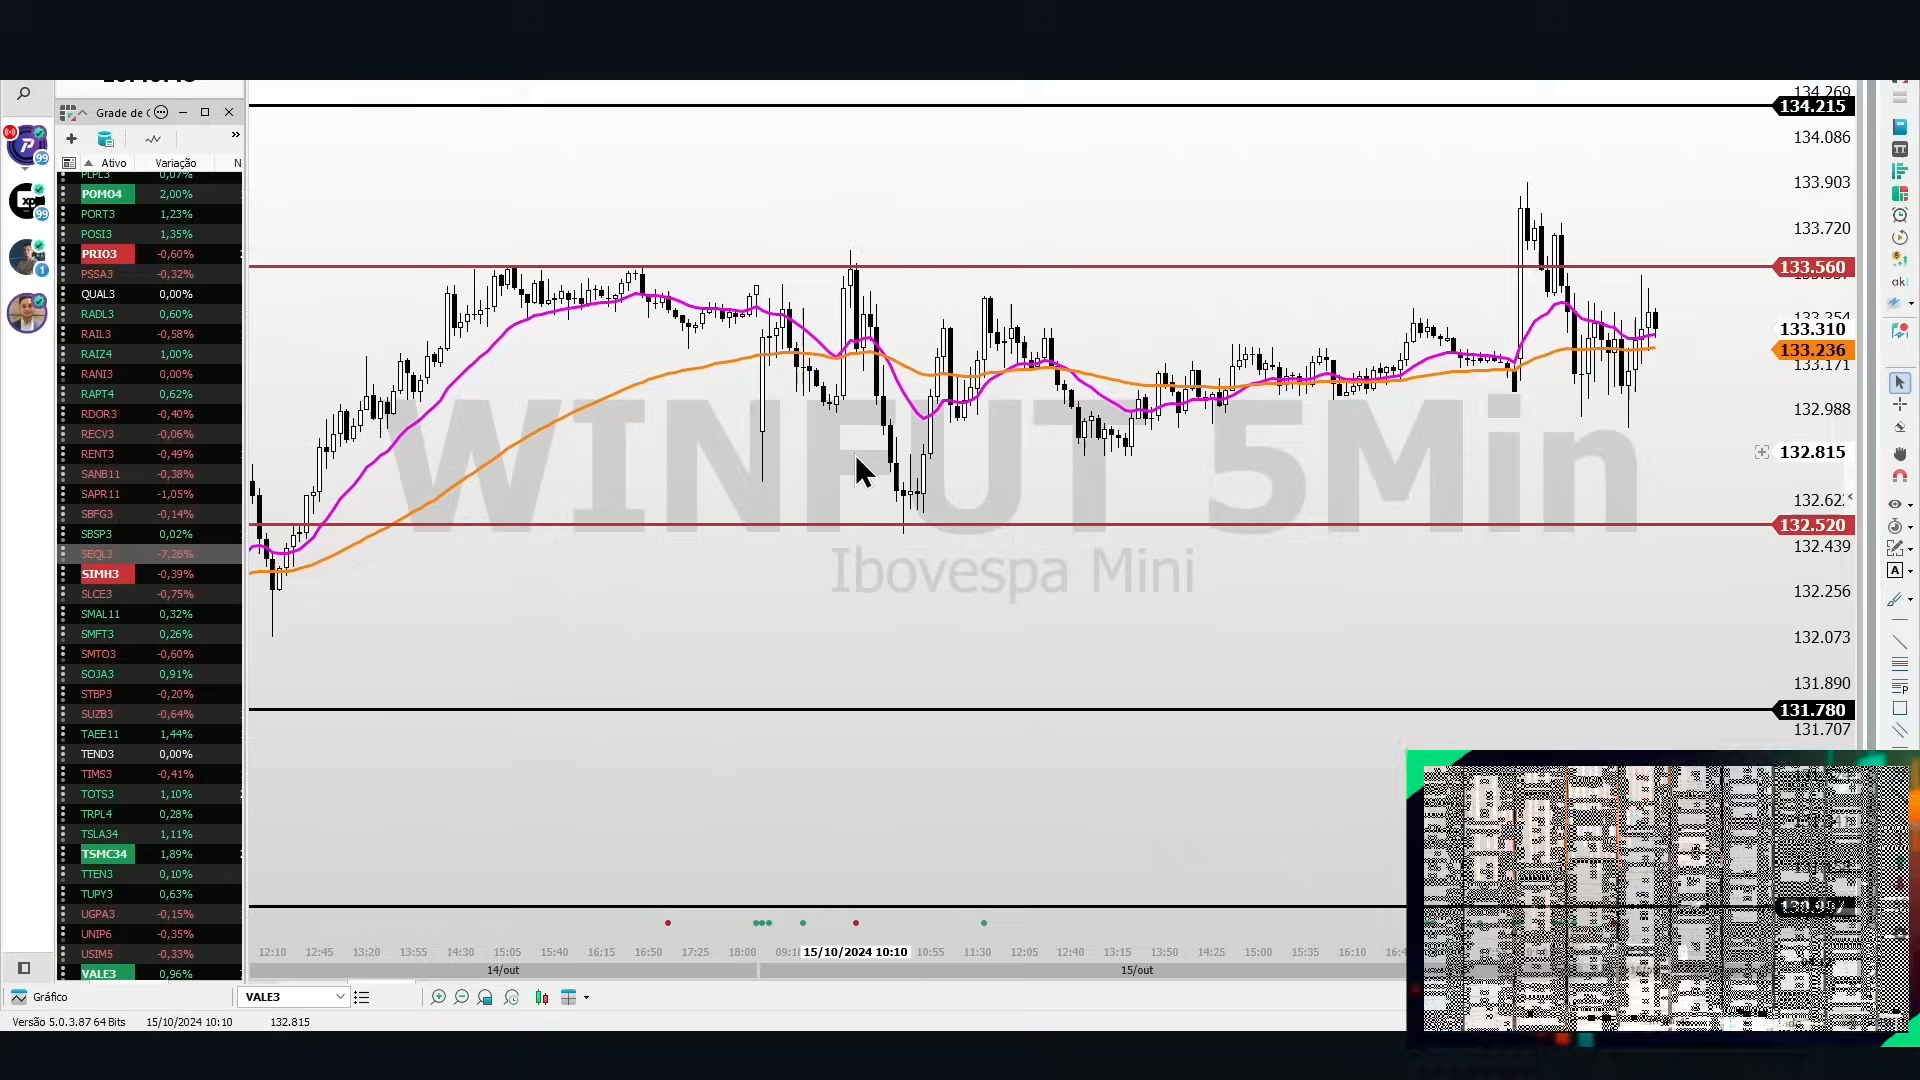 134.269
134.215
Grade de C
134.086
Ativo Variação N
PLPL3 0,07%
POMO4 2,00%
133.903
PORT3 1,23%
POSI3 1,35%
133.720
PRIO3 -0,60%
133.560
PSSA3 -0,32%
QUAL3 0,00%
RADL3 0,60%
133.354
133.310
RAIL3 -0,58%
133.236
RAIZ4 1,00%
133.171
RANI3 0,00%
RAPT4 0,62%
132.988
RDOR3 -0,40%
RECV3 -0,06%
132.815
RENT3 -0,49%
SANB11 -0,38%
WINFUT 5Min
SAPR11 -1,05%
132.62
SBFG3 -0,14%
132.520
SBSP3 0,02%
132.439
SEQL3 -7,26%
Ibovespa Mini
SIMH3 -0,39%
132.256
SLCE3 -0,75%
SMAL11 0,32%
132.073
SMFT3 0,26%
SMTO3 -0,60%
SOJA3 0,91%
131.890
STBP3 -0,20%
131.780
SUZB3 -0,64%
131.707
TAEE11 1,44%
TEND3 0,00%
TIMS3 -0,41%
TOTS3 1,10%
TRPL4 0,28%
TSLA34 1,11%
TSMC34 1,89%
TTEN3 0,10%
TUPY3 0,63%
UGPA3 -0,15%
UNIP6 -0,35%
USIM5 -0,33%
12:10 12:45 13:20 13:55 14:30 15:05 15:40 16:15 16:50 17:25 18:00 09:10 15/10/2024 10:10 10:55 11:30 12:05 12:40 13:15 13:50 14:25 15:00 15:35 16:10 16:4
VALE3 0,96%
14/out 15/out
Gráfico VALE3
Versão 5.0.3.87 64 Bits 15/10/2024 10:10 132.815